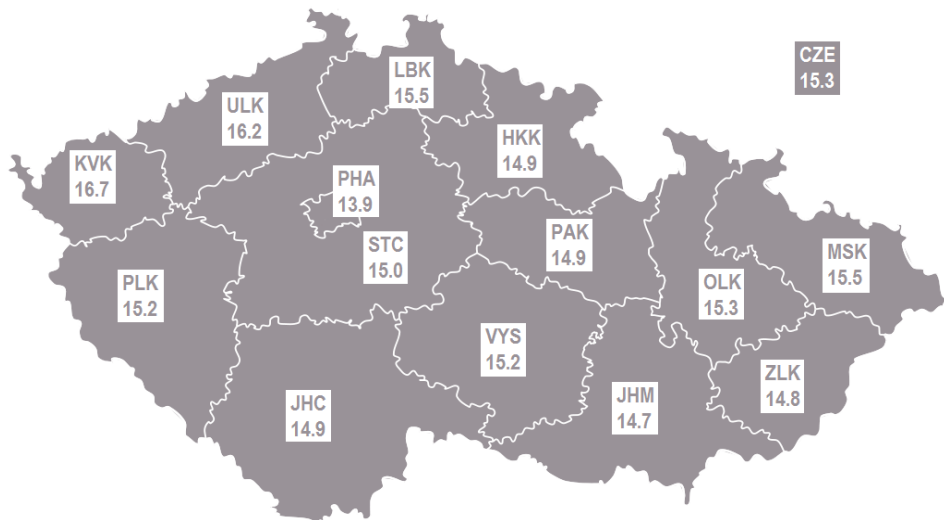 CZE
15.3
LBK
15.5
ULK
16.2
HKK
14.9
KVK
16.7
PHA
13.9
PAK
14.9
STC
15.0
MSK
15.5
PLK
15.2
OLK
15.3
VYS
15.2
ZLK
14.8
JHM
14.7
JHC
14.9